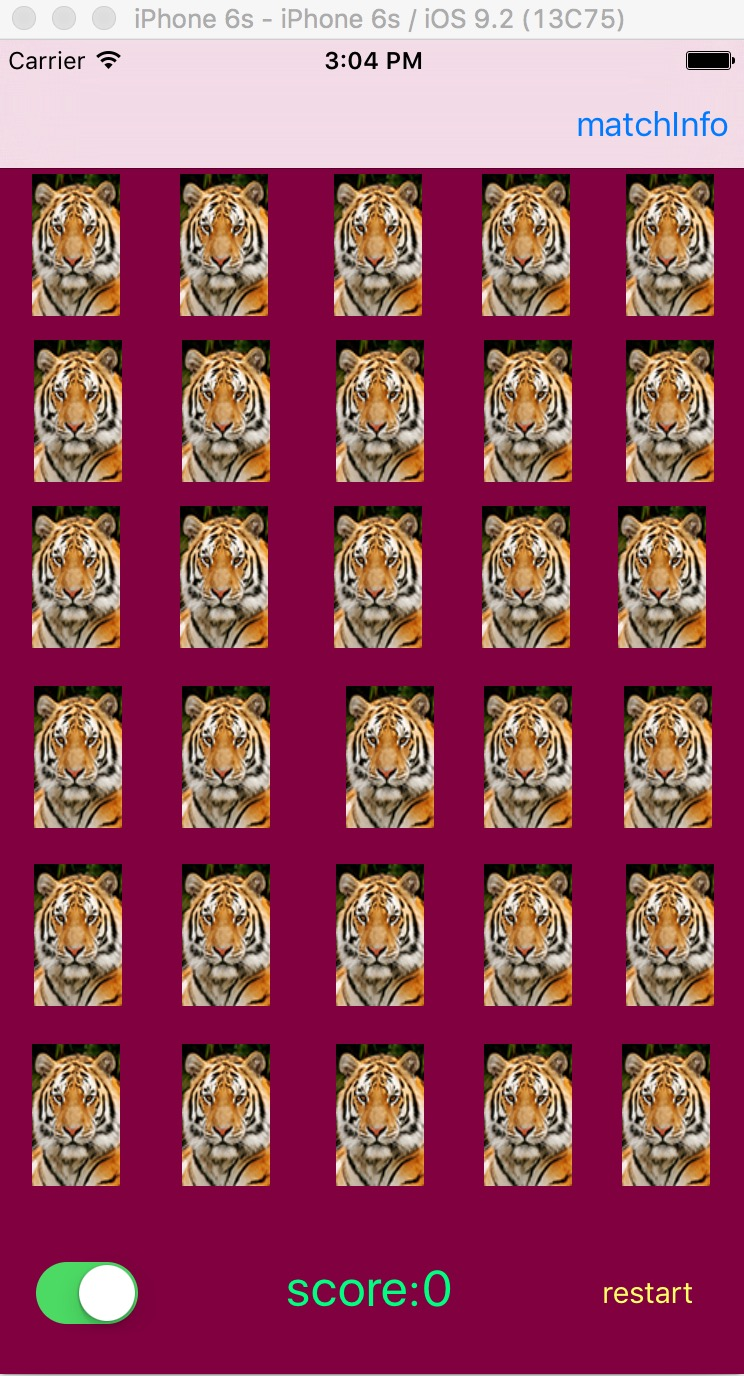 iPhone 6s - iPhone 6s / iOS 9.2 (13C75)
Carrier 3:04 PM
matchInfo
score:0 restart